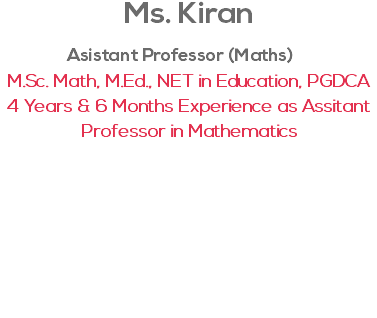 Ms. Kiran
Asistant Professor (Maths)
M.Sc. Math, M.Ed., NET in Education, PGDCA
4 Years & 6 Months Experience as Assitant
Professor in Mathematics